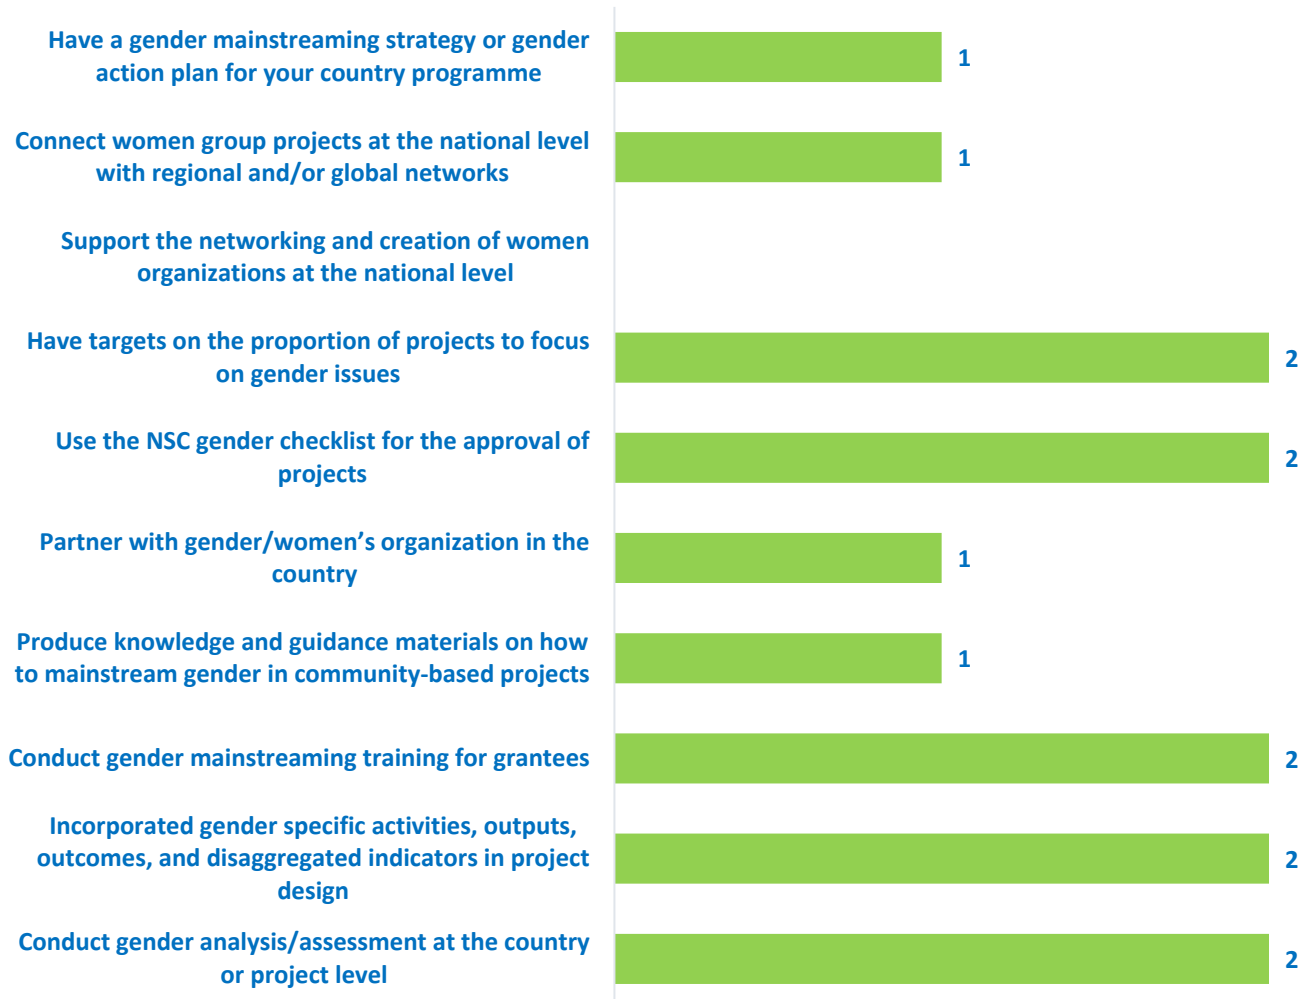 Have a gender mainstreaming strategy or gender
action plan for your country programme
1
Connect women group projects at the national level
with regional and/or global networks
1
Support the networking and creation of women
organizations at the national level
Have targets on the proportion of projects to focus
on gender issues
2
Use the NSC gender checklist for the approval of
projects
2
Partner with gender/women’s organization in the
country
1
Produce knowledge and guidance materials on how
to mainstream gender in community-based projects
1
Conduct gender mainstreaming training for grantees
2
Incorporated gender specific activities, outputs,
outcomes, and disaggregated indicators in project
design
2
Conduct gender analysis/assessment at the country
or project level
2